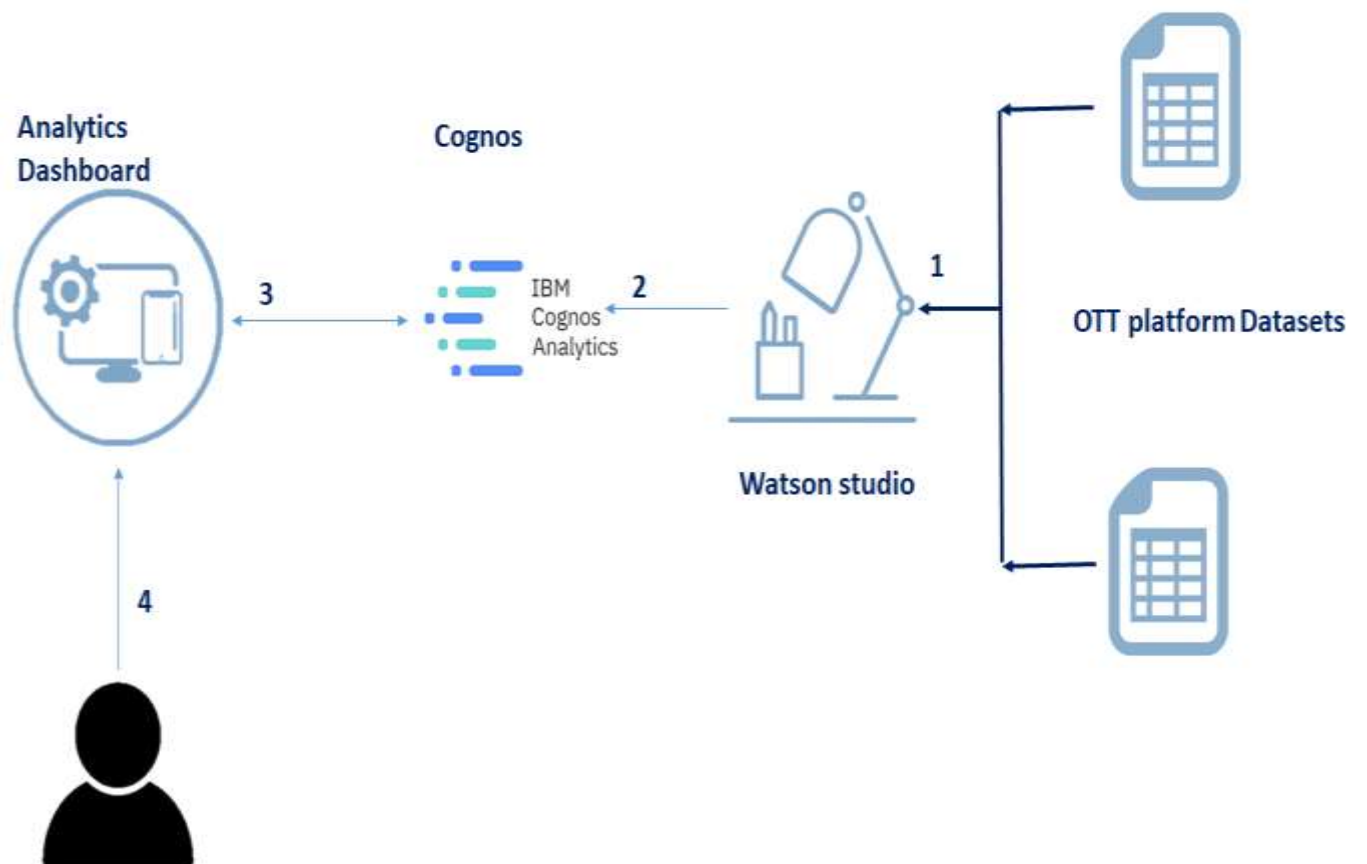 Analytics
Dashboard
Cognos
1
2
3
IBM
Cognos
Analytics
OTT platform Datasets
Watson studio
4